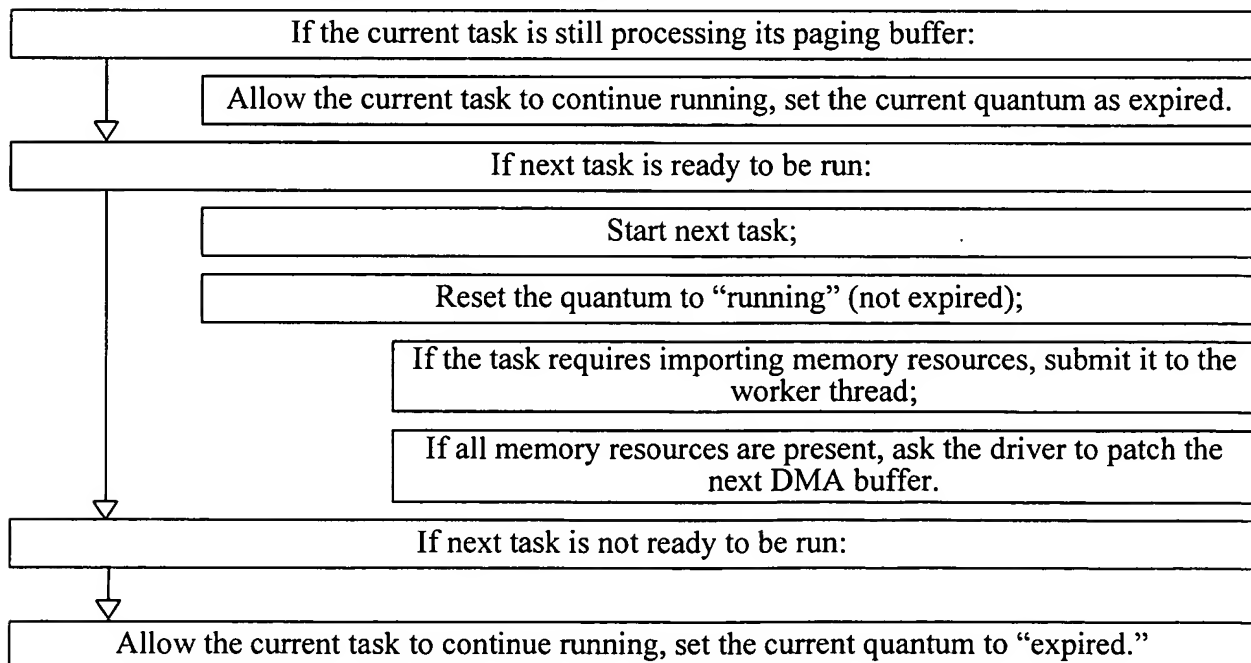 If the current task is still processing its paging buffer:
Allow the current task to continue running, set the current quantum as expired.
If next task is ready to be run:
Start next task;
Reset the quantum to “running” (not expired);
If the task requires importing memory resources, submit it to the
worker thread;
If all memory resources are present, ask the driver to patch the
next DMA buffer.
If next task is not ready to be run:
Allow the current task to continue running, set the current quantum to “expired.”